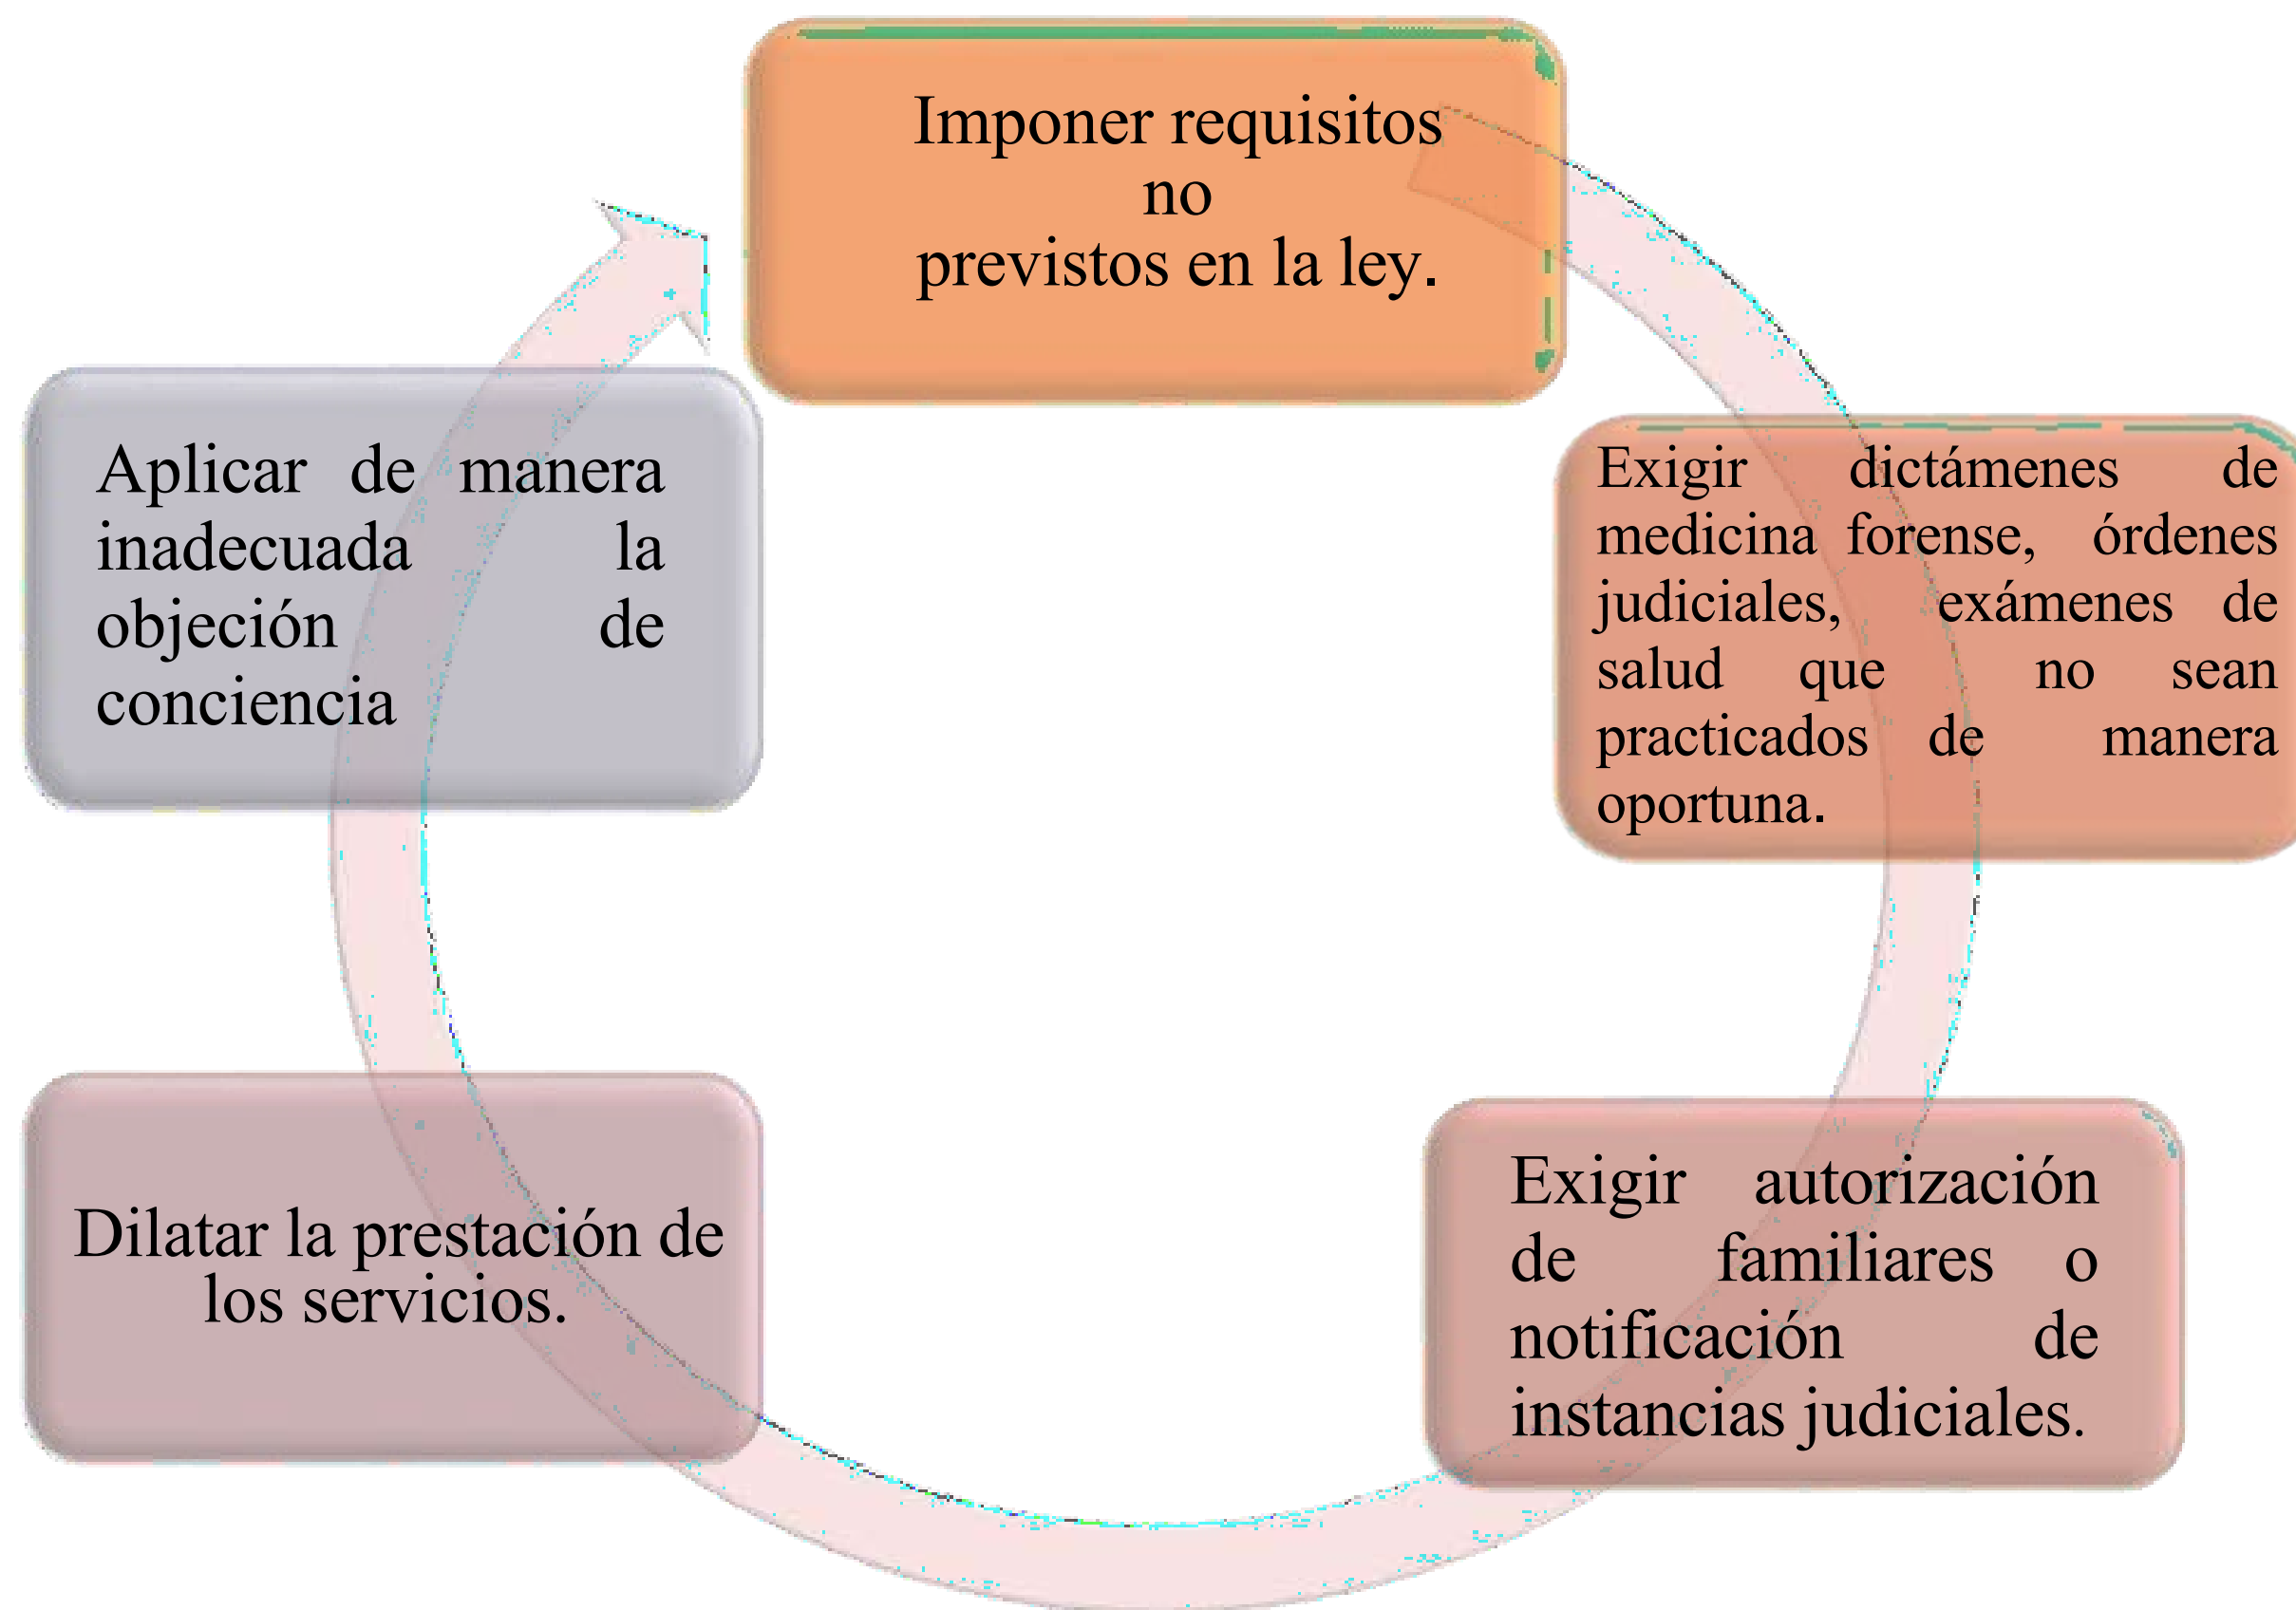 Imponer requisitos
no
previstos en la ley.
Exigir dictámenes de
medicina forense, órdenes
judiciales, exámenes de
salud que no sean
practicados de manera
oportuna.
Exigir autorización
de familiares o
notificación de
instancias judiciales.
Dilatar la prestación de
los servicios.
Aplicar de manera
inadecuada la
objeción de
conciencia